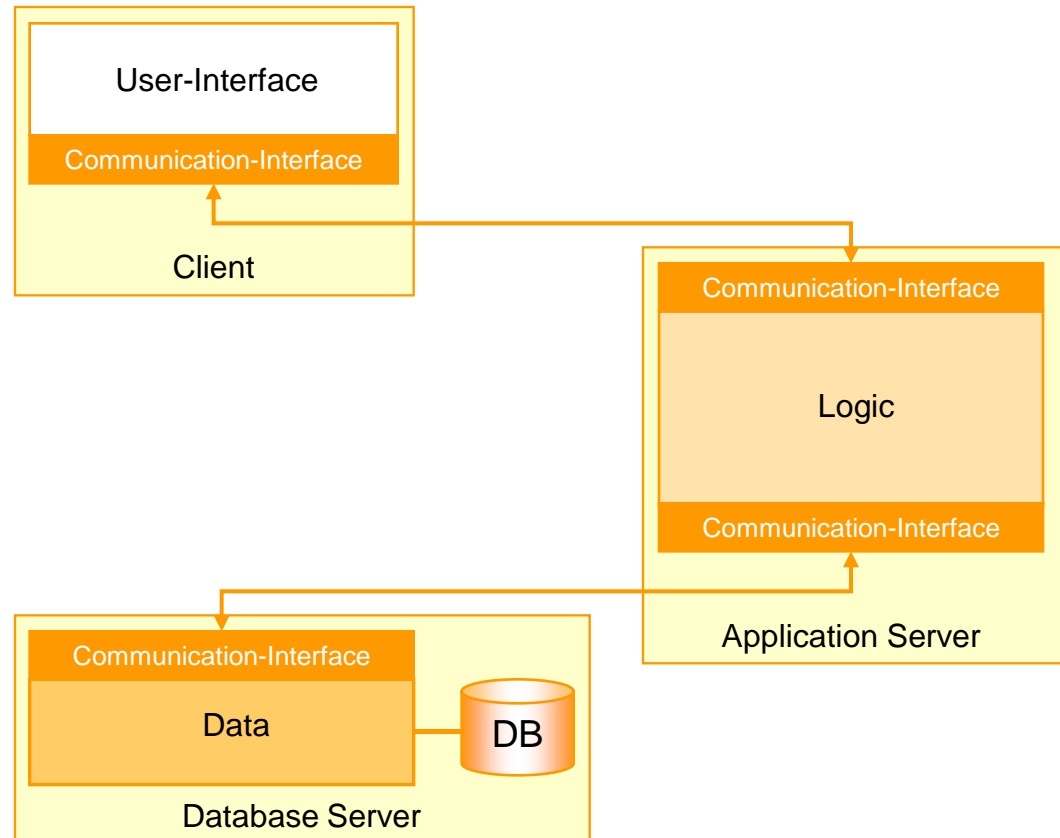 User-Interface
Communication-Interface
Client
Communication-Interface
Logic
Communication-Interface
Application Server
Communication-Interface
Data
DB
Database Server